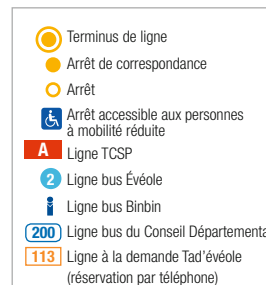 Terminus de ligne
Arrêt de correspondance
Arrêt
Arrêt accessible aux personnes
à mobilité réduite
A Ligne TCSP
2 Ligne bus Évéole
Ligne bus Binbin
200 Ligne bus du Conseil Départementa
113 Ligne à la demande Tad'évéole
(réservation par téléphone)